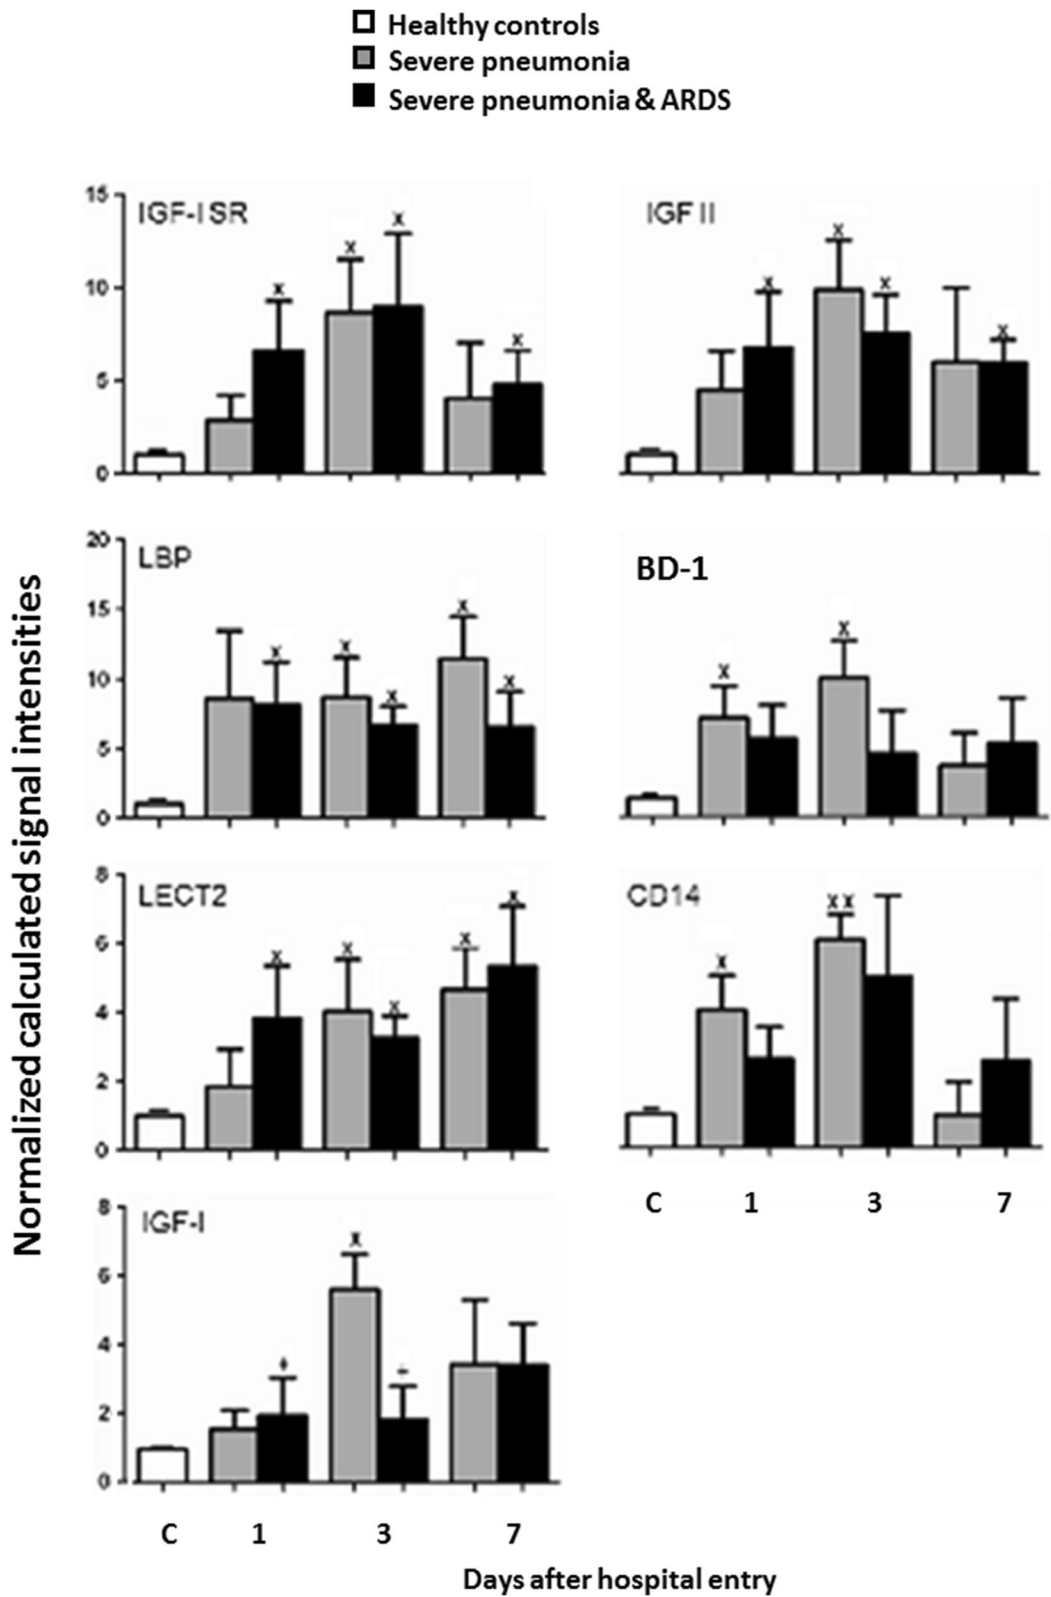 Healthy controls
Severe pneumonia
Severe pneumonia & ARDS
Normalized calculated signal intensities
IGF-I SR
15
10
5
0
x
x
x
x
IGF II
x
x
x
x
LBP
20
15
10
5
0
x
x
x
x
x
BD-1
x
x
LECT2
8
6
4
2
0
x
x
x
x
x
CD14
x
xx
C 1 3 7
IGF-I
8
6
4
2
0
x
+
C 1 3 7
Days after hospital entry